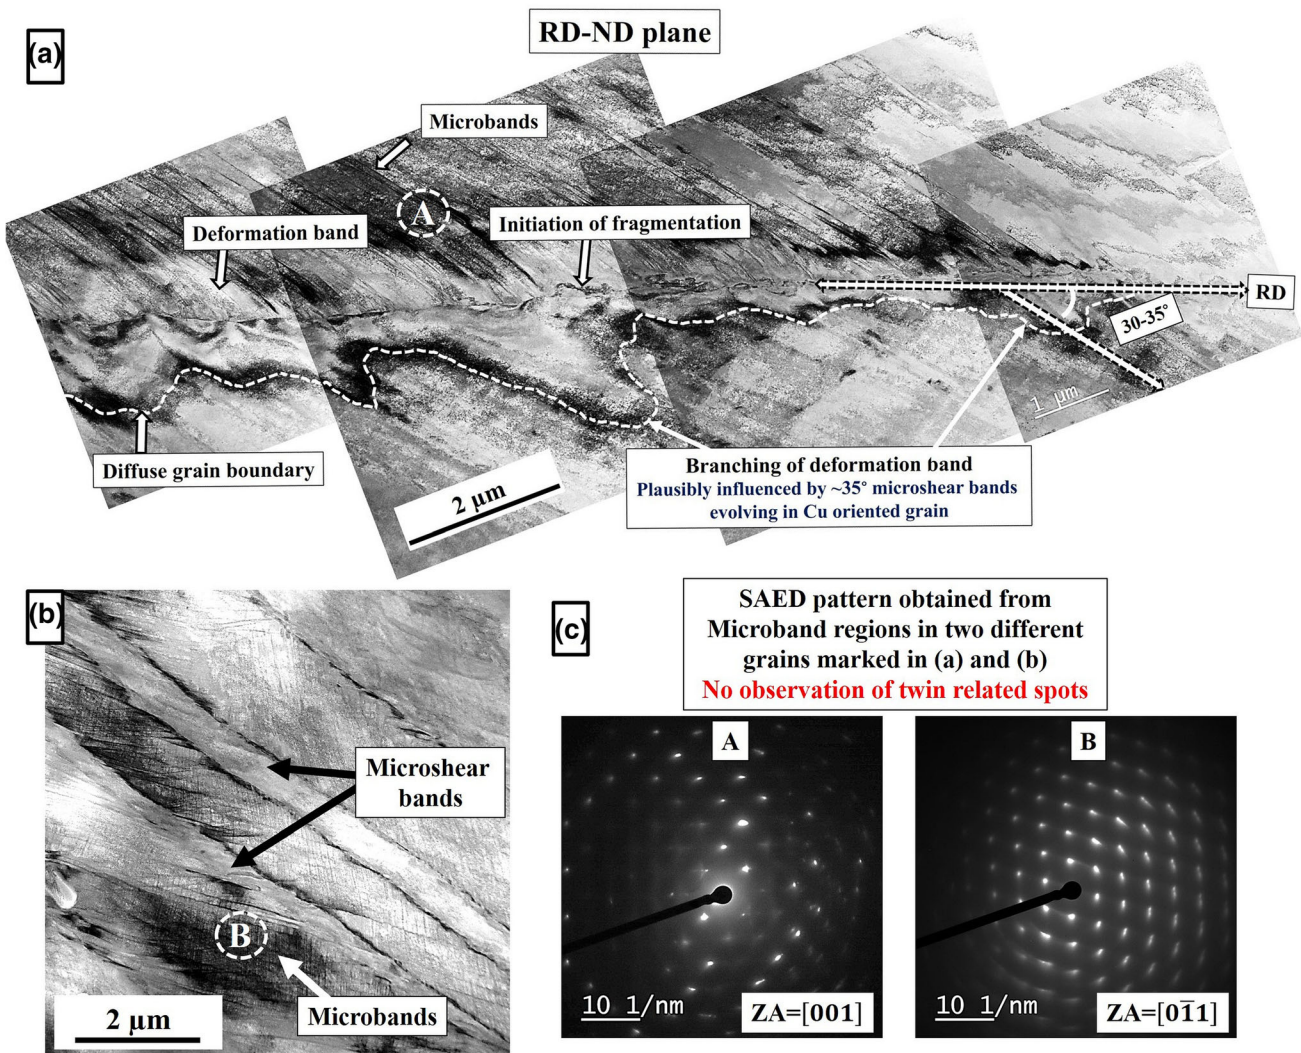 (a)
RD-ND plane
Microbands
A
Deformation band
Initiation of fragmentation
RD
30-35°
1 μm
Diffuse grain boundary
2 μm
Branching of deformation band
Plausibly influenced by ~35° microshear bands
evolving in Cu oriented grain
(b)
Microshear
bands
B
Microbands
2 μm
(c)
SAED pattern obtained from
Microband regions in two different
grains marked in (a) and (b)
No observation of twin related spots
A
10 1/nm
ZA=[001]
B
10 1/nm
ZA=[01̅1]